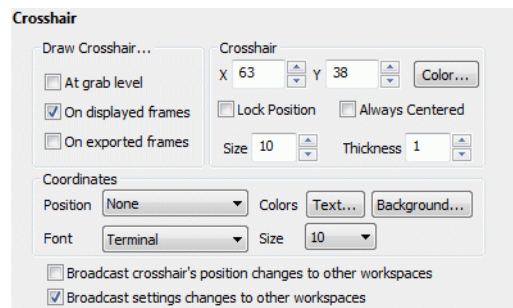 Crosshair
Draw Crosshair... Crosshair
At grab level X 63 Y 38 Color...
On displayed frames Lock Position Always Centered
On exported frames Size 10 Thickness 1
Coordinates
Position None Colors Text... Background...
Font Terminal Size 10
Broadcast crosshair's position changes to other workspaces
Broadcast settings changes to other workspaces